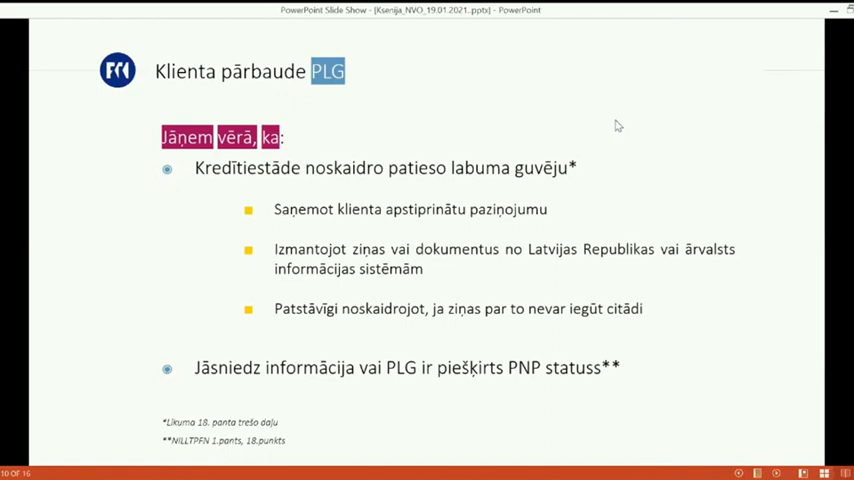 PowerPoint Slide Show - [Ksenija_NVO_19.01.2021.pptx] - PowerPoint
Klienta pārbaude PLG
Jāņem vērā, ka:
Kredītiestāde noskaidro patieso labuma guvēju*
Saņemot klienta apstiprinātu paziņojumu
Izmantojot ziņas vai dokumentus no Latvijas Republikas vai ārvalsts
informācijas sistēmām
Patstāvīgi noskaidrojot, ja ziņas par to nevar iegūt citādi
Jāsniedz informācija vai PLG ir piešķirts PNP statuss**
*Likuma 18. panta trešo daļu
**NILLTPFN 1.pants, 18.punkts
10 OF 16